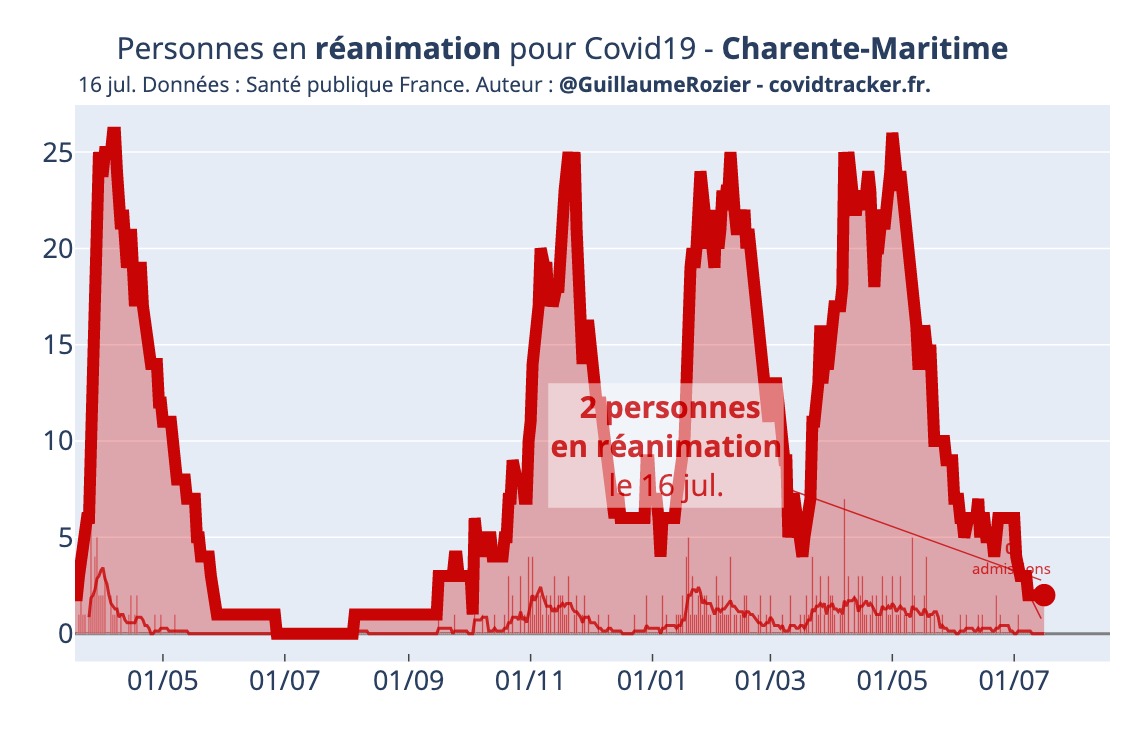 Personnes en réanimation pour Covid19 - Charente-Maritime
16 jul. Données : Santé publique France. Auteur : @GuillaumeRozier - covidtracker.fr.
25
20
15
10
5
0
2 personnes
en réanimation
le 16 jul.
admissions
01/05
01/07
01/09
01/11
01/01
01/03
01/05
01/07